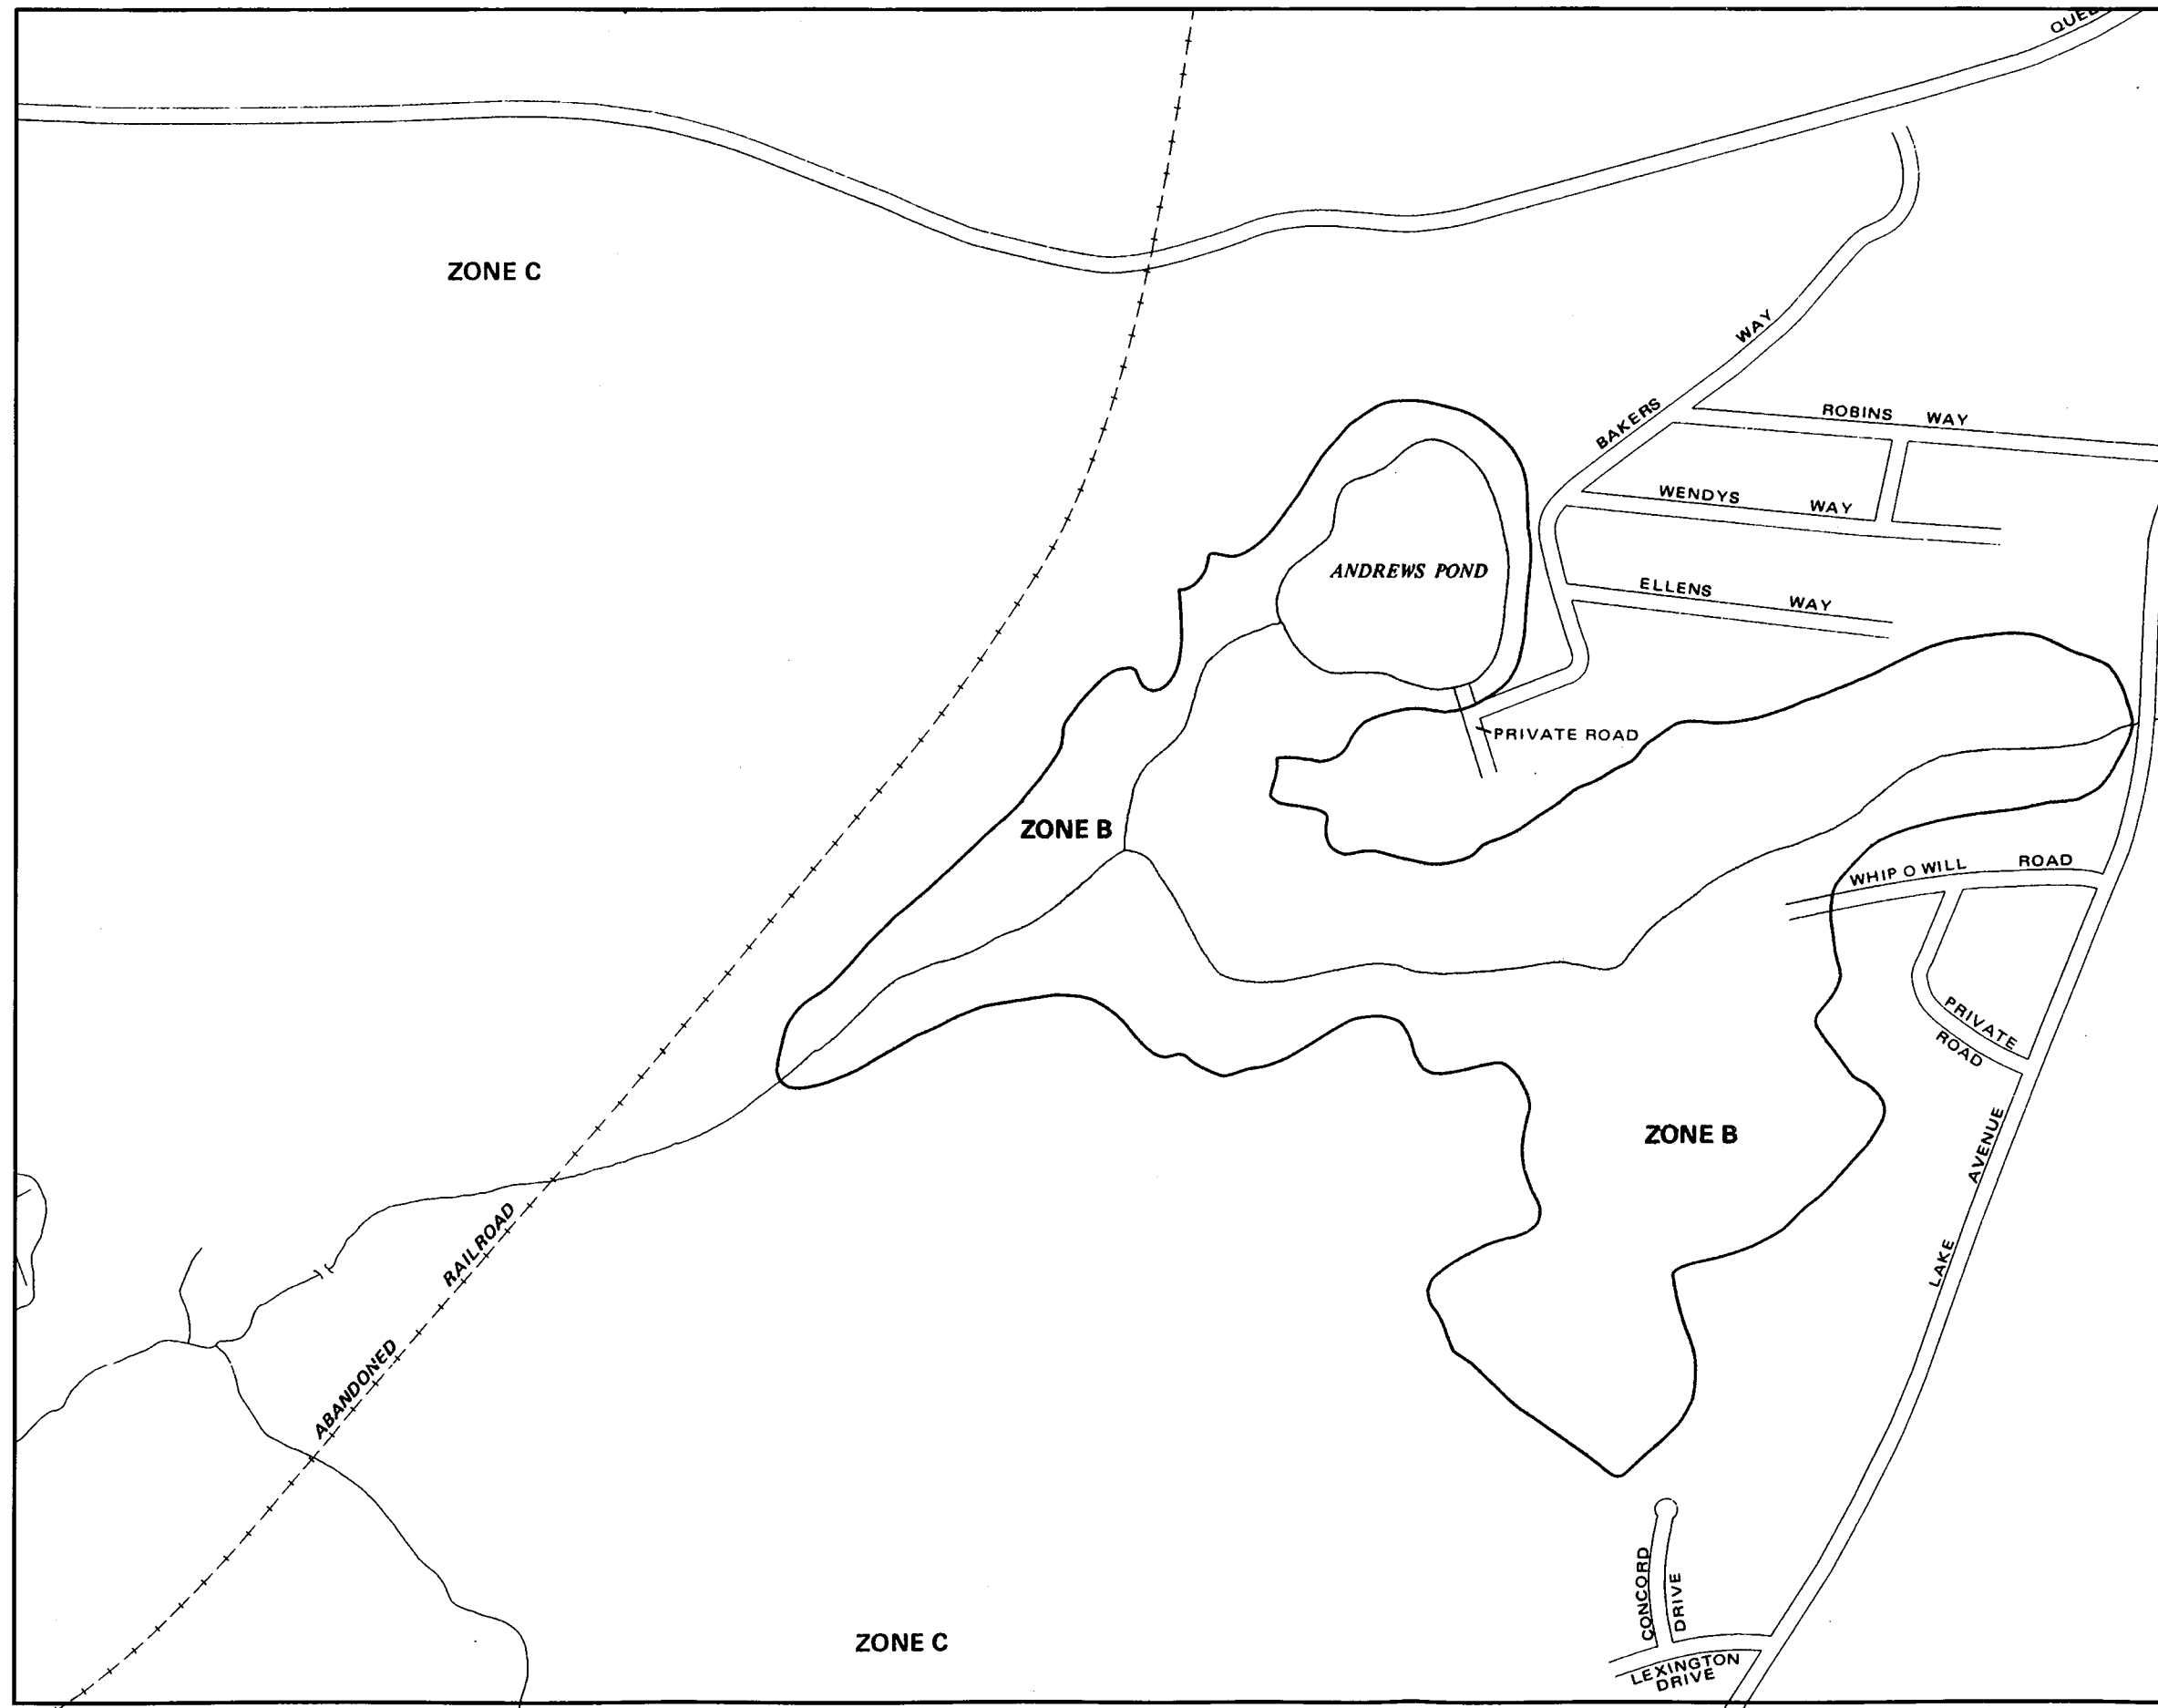 ZONE C
BAKERS WAY
ROBINS WAY
WENDYS WAY
ANDREWS POND
ELLENS WAY
PRIVATE ROAD
ZONE B
WHIP O WILL ROAD
PRIVATE
ROAD
ZONE B
LAKE AVENUE
ABANDONED RAILROAD
CONCORD
DRIVE
ZONE C
LEXINGTON
DRIVE